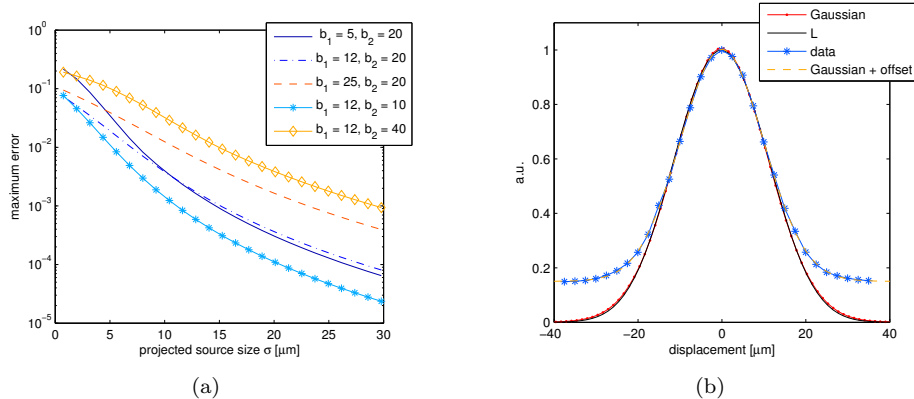 10^0
10^-1
10^-2
10^-3
10^-4
10^-5
maximum error
0 5 10 15 20 25 30
projected source size σ [μm]
b_1 = 5, b_2 = 20
b_1 = 12, b_2 = 20
b_1 = 25, b_2 = 20
b_1 = 12, b_2 = 10
b_1 = 12, b_2 = 40
(a)
1
0.8
0.6
0.4
0.2
0
a.u.
−40 −20 0 20 40
displacement [μm]
Gaussian
L
data
Gaussian + offset
(b)